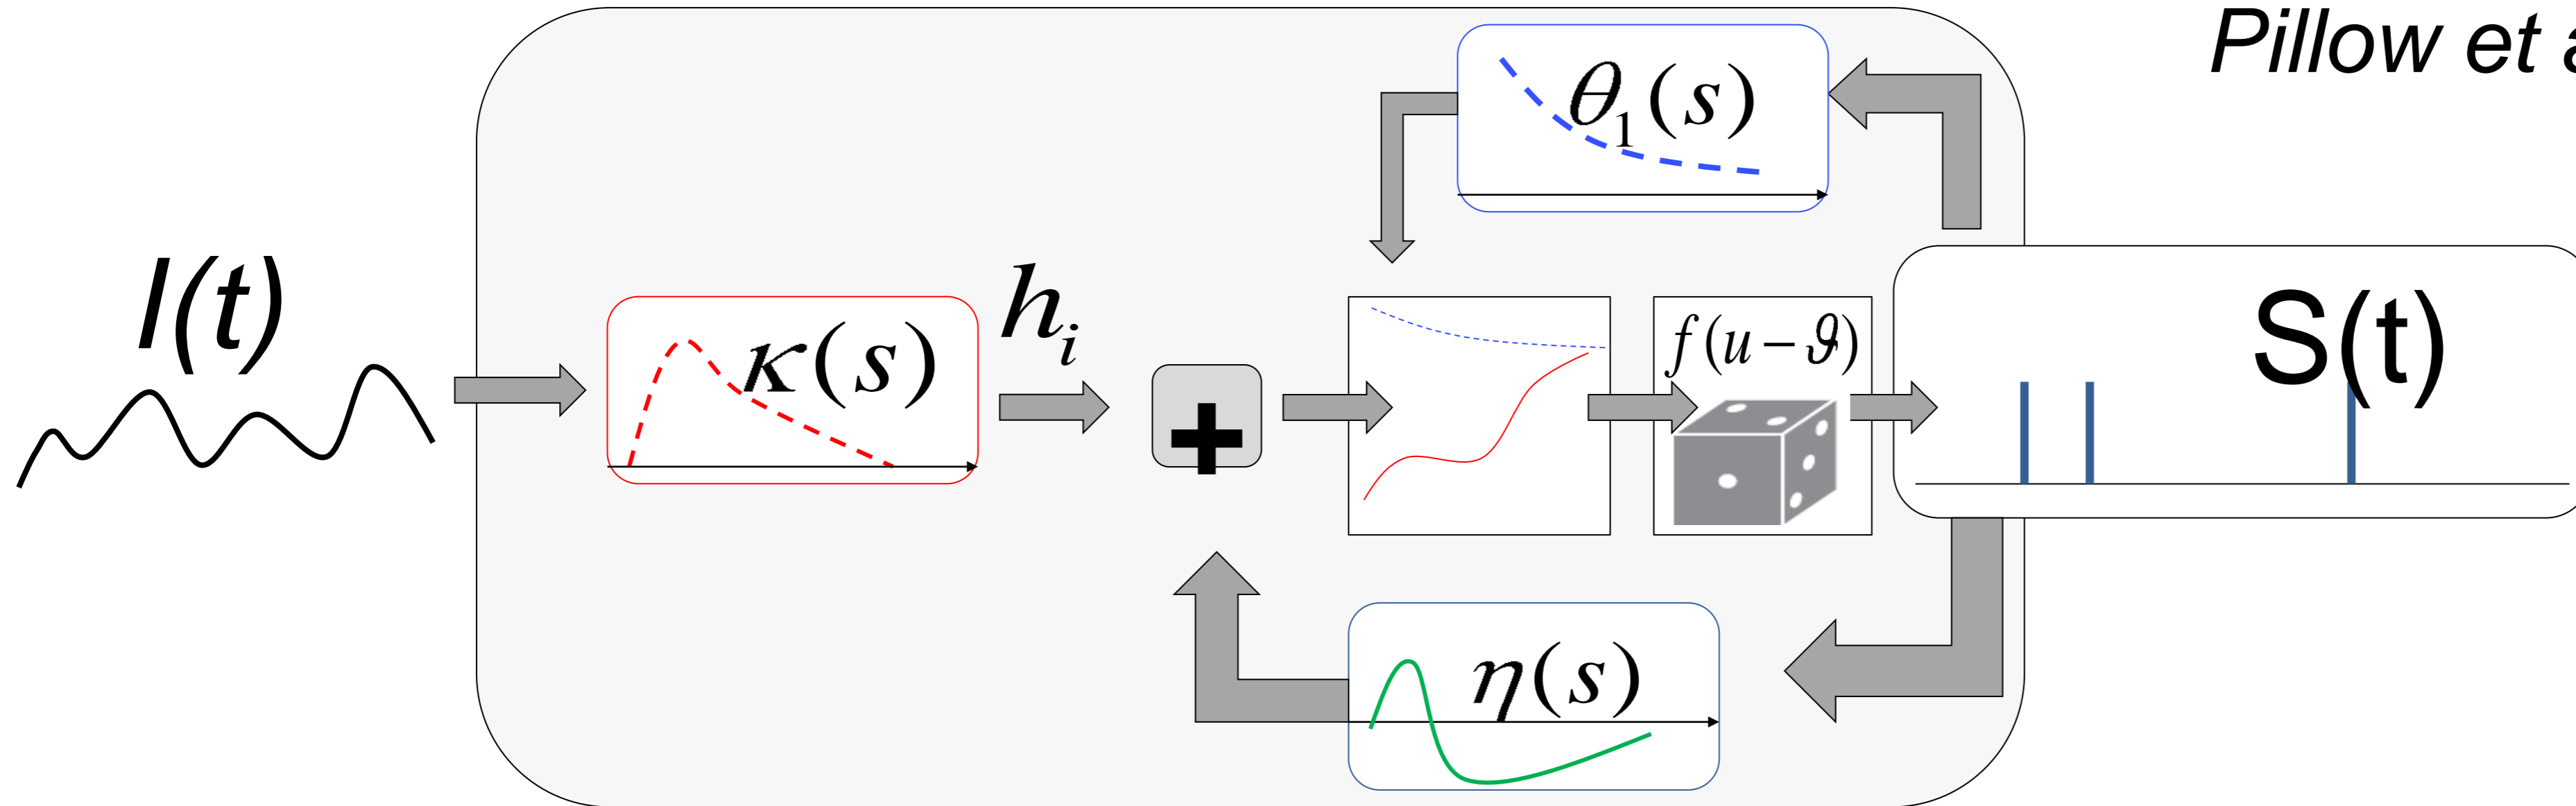 Pillow et a
θ₁(s)
I(t)
κ(s)
hᵢ
+
f(u − ϑ)
S(t)
η(s)